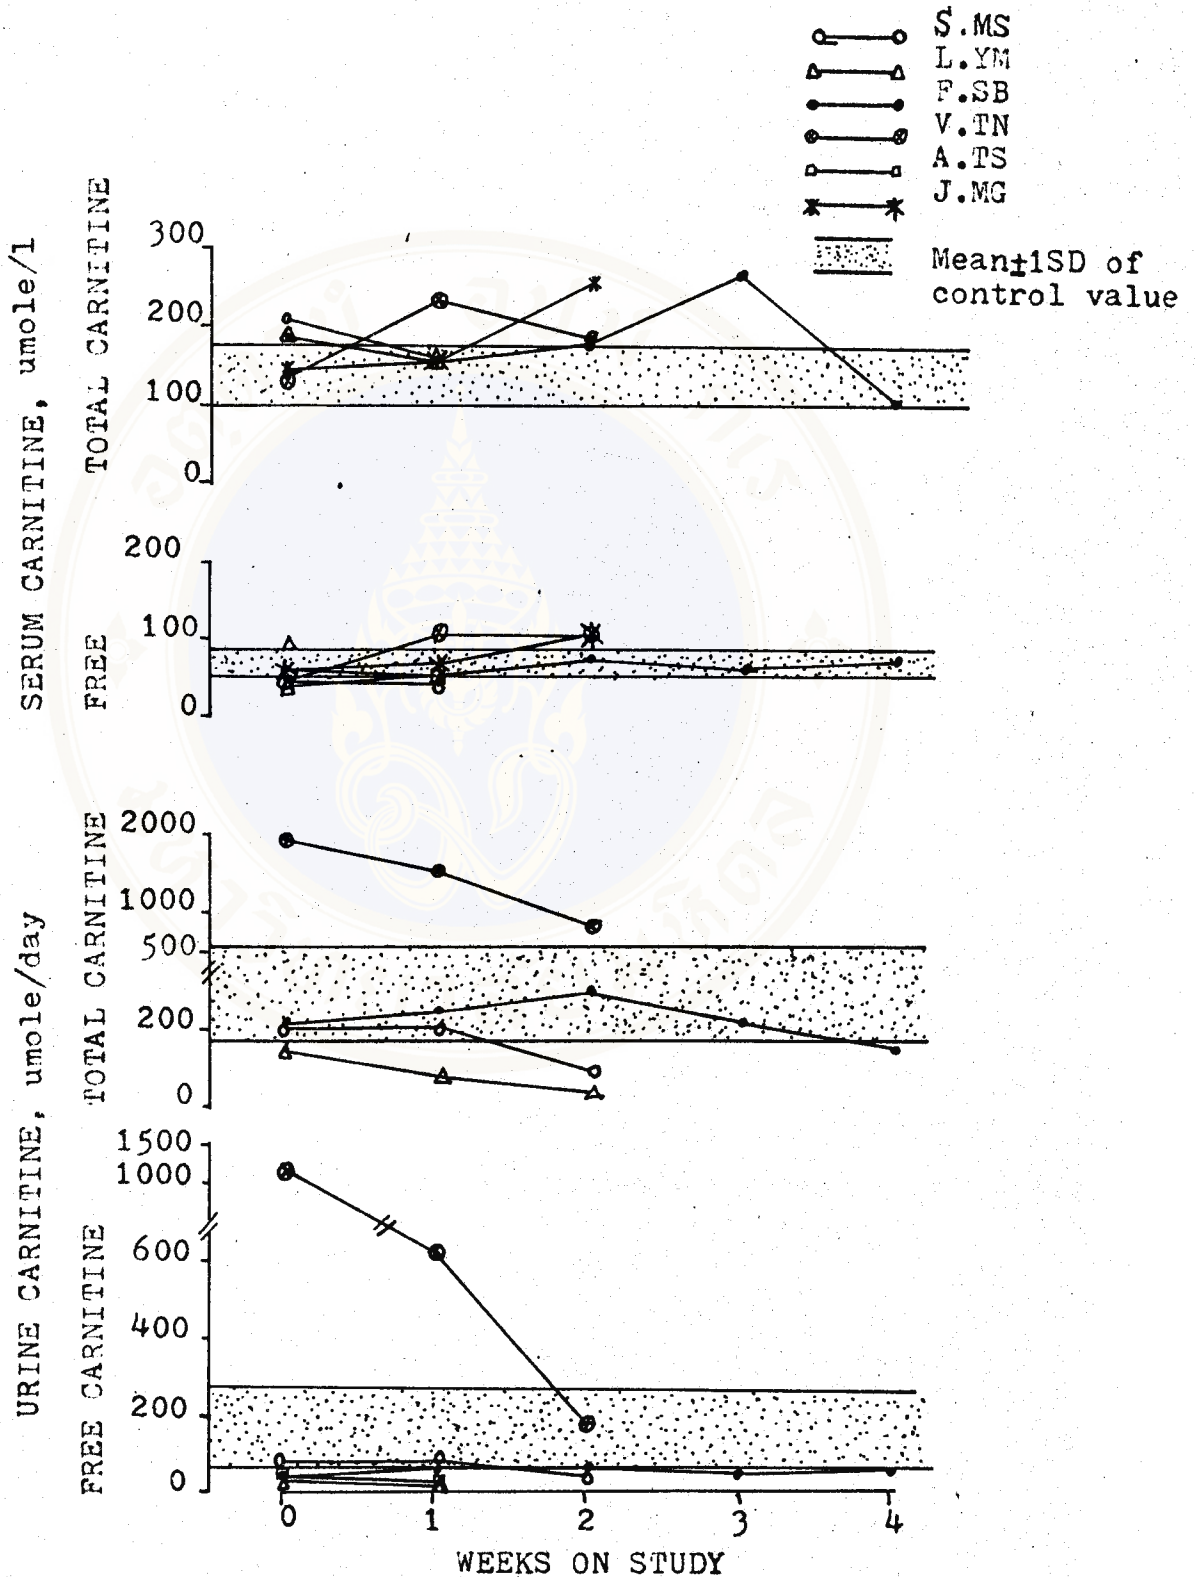 S.MS
L.YM
F.SB
V.TN
A.TS
J.MG
Mean±1SD of
control value
SERUM CARNITINE, umole/l
TOTAL CARNITINE
300
200
100
0
FREE
200
100
0
URINE CARNITINE, umole/day
TOTAL CARNITINE
2000
1000
500
200
0
FREE CARNITINE
1500
1000
600
400
200
0
0 1 2 3 4
WEEKS ON STUDY